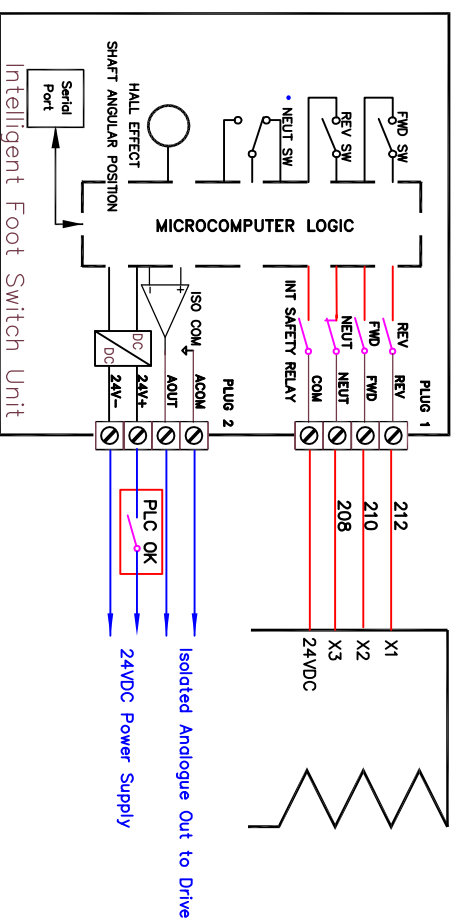 Intelligent Foot Switch Unit
Serial
Port
HALL EFFECT
SHAFT ANGULAR POSITION
NEUT SW
REV SW
FWD SW
MICROCOMPUTER LOGIC
DC
DC
24V-
24V+
-
+
ISO COM
AOUT
ACOM
PLUG 2
INT SAFETY RELAY
COM
NEUT
NEUT
FWD
FWD
REV
REV
PLUG 1
PLC OK
208
210
212
24VDC
X3
X2
X1
24VDC Power Supply
Isolated Analogue Out to Drive